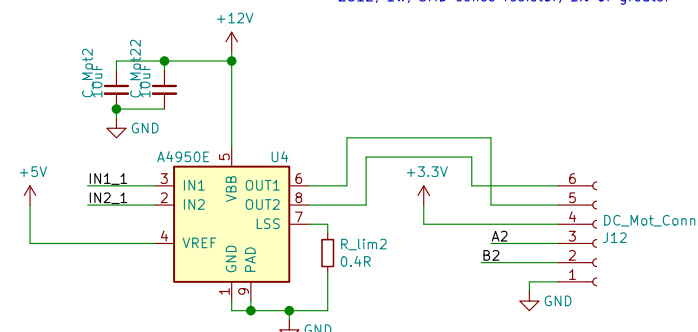 +12V
C_Mot2
10uF
C_Mot22
10uF
GND
A4950E U4
+5V
IN1_1
IN2_1
3 IN1
2 IN2
4 VREF
5
VBB
OUT1 6
OUT2 8
LSS 7
GND
PAD
1
9
R_lim2
0.4R
GND
+3.3V
A2
B2
6
5
4
3
2
1
DC_Mot_Conn
J12
GND